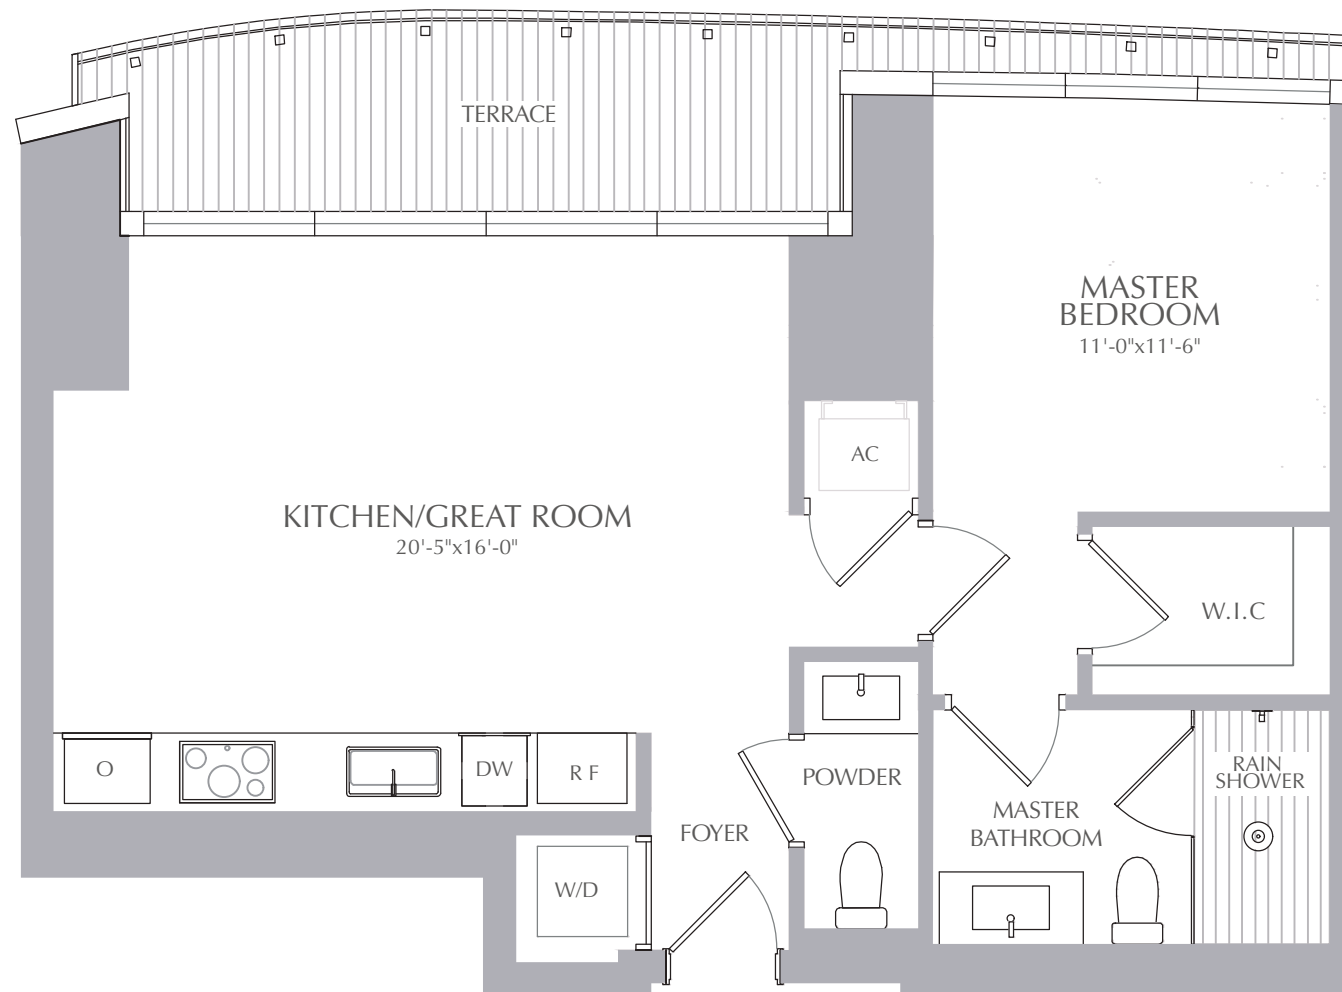 TERRACE
MASTER
BEDROOM
11'-0"x11'-6"
AC
KITCHEN/GREAT ROOM
20'-5"x16'-0"
W.I.C
O
DW
R F
POWDER
RAIN
SHOWER
FOYER
MASTER
BATHROOM
W/D